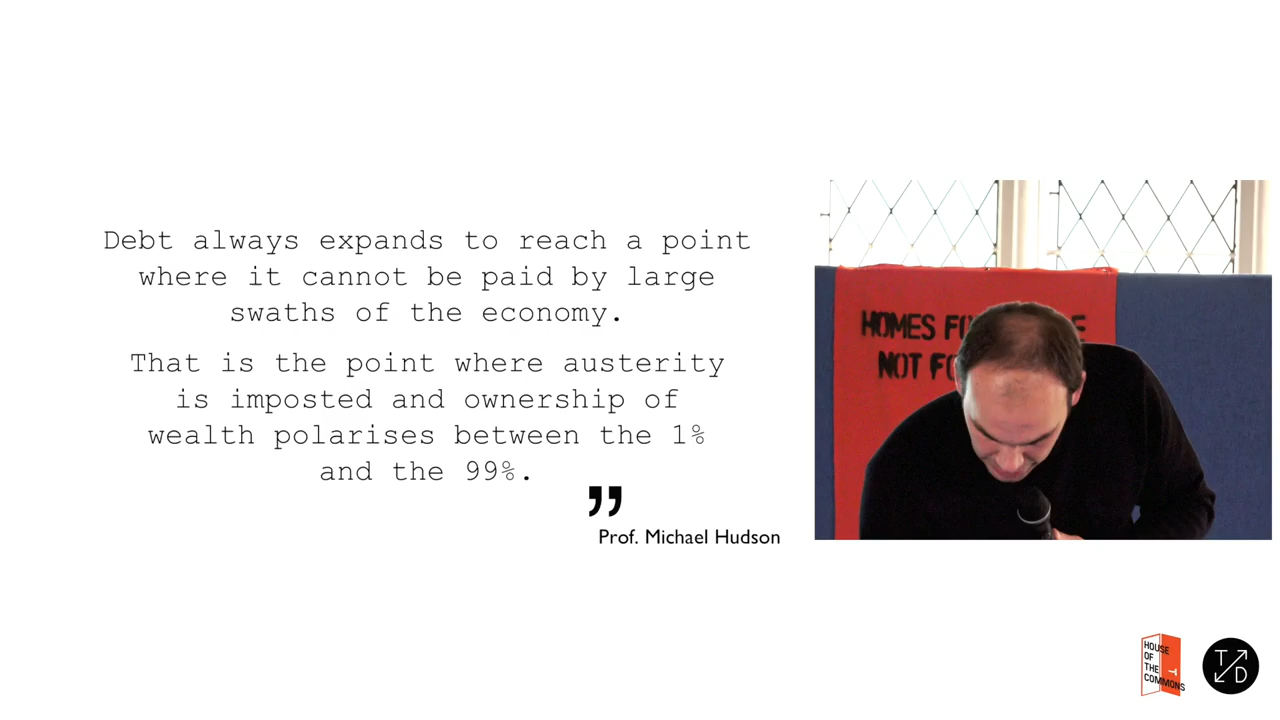 Debt always expands to reach a point
where it cannot be paid by large
swaths of the economy.
That is the point where austerity
is imposted and ownership of
wealth polarises between the 1%
and the 99%.
”
Prof. Michael Hudson
HOMES
NOT
HOUSE
OF
THE
COMMONS
T
D